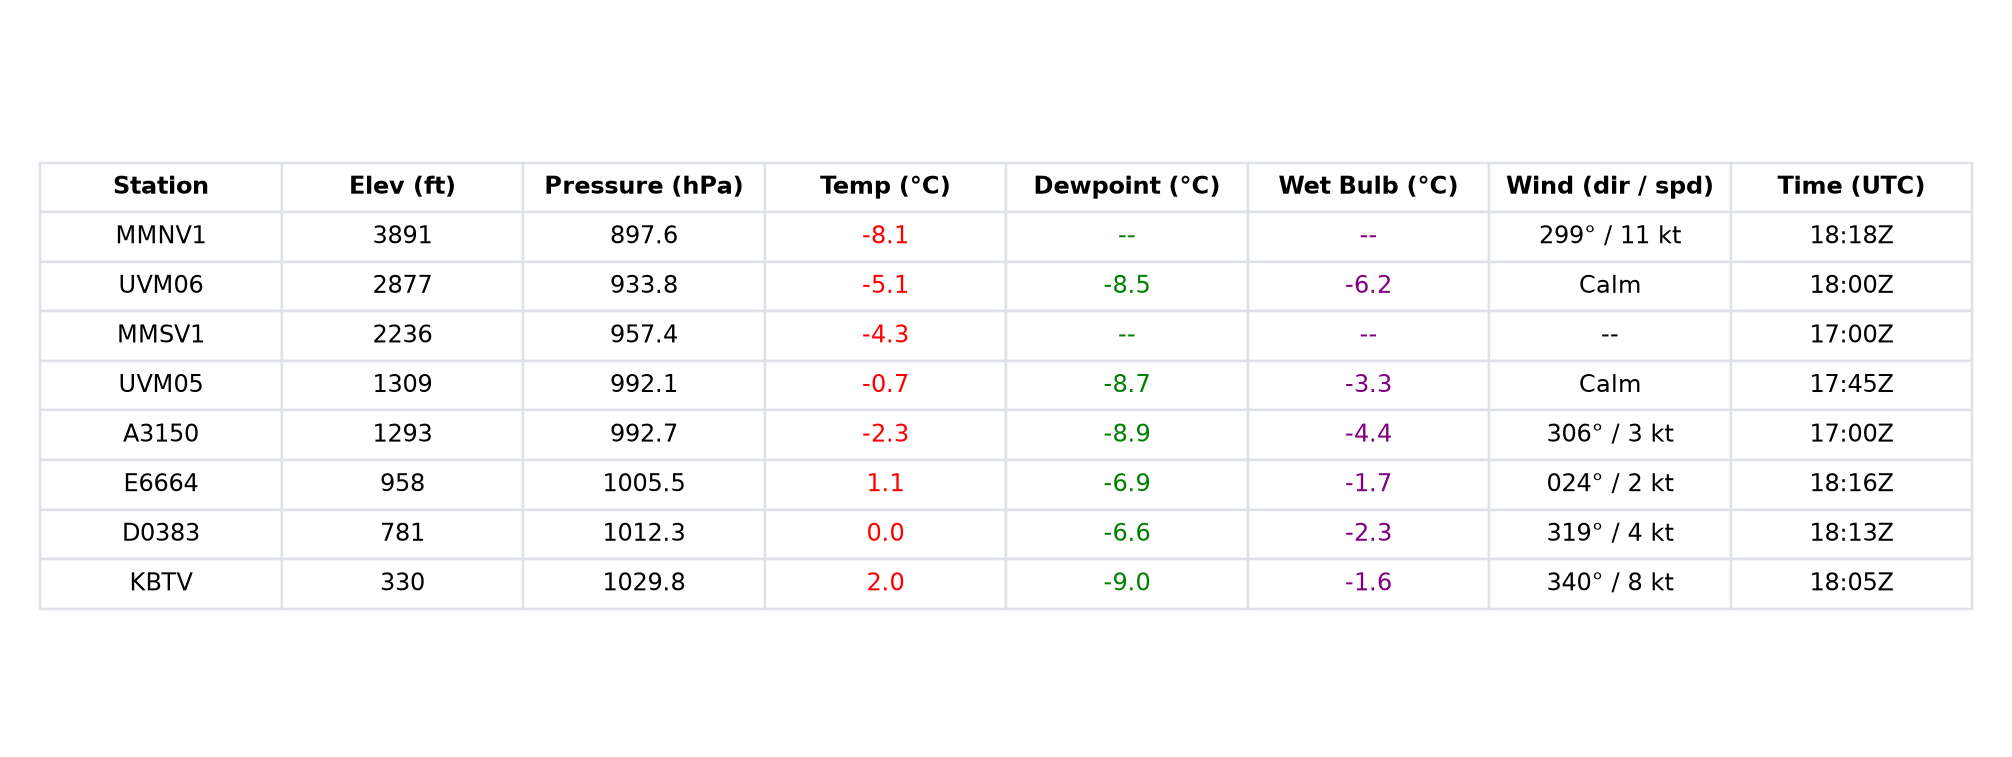 Station Elev (ft) Pressure (hPa) Temp (°C) Dewpoint (°C) Wet Bulb (°C) Wind (dir / spd) Time (UTC)
MMNV1 3891 897.6 -8.1 -- -- 299° / 11 kt 18:18Z
UVM06 2877 933.8 -5.1 -8.5 -6.2 Calm 18:00Z
MMSV1 2236 957.4 -4.3 -- -- -- 17:00Z
UVM05 1309 992.1 -0.7 -8.7 -3.3 Calm 17:45Z
A3150 1293 992.7 -2.3 -8.9 -4.4 306° / 3 kt 17:00Z
E6664 958 1005.5 1.1 -6.9 -1.7 024° / 2 kt 18:16Z
D0383 781 1012.3 0.0 -6.6 -2.3 319° / 4 kt 18:13Z
KBTV 330 1029.8 2.0 -9.0 -1.6 340° / 8 kt 18:05Z